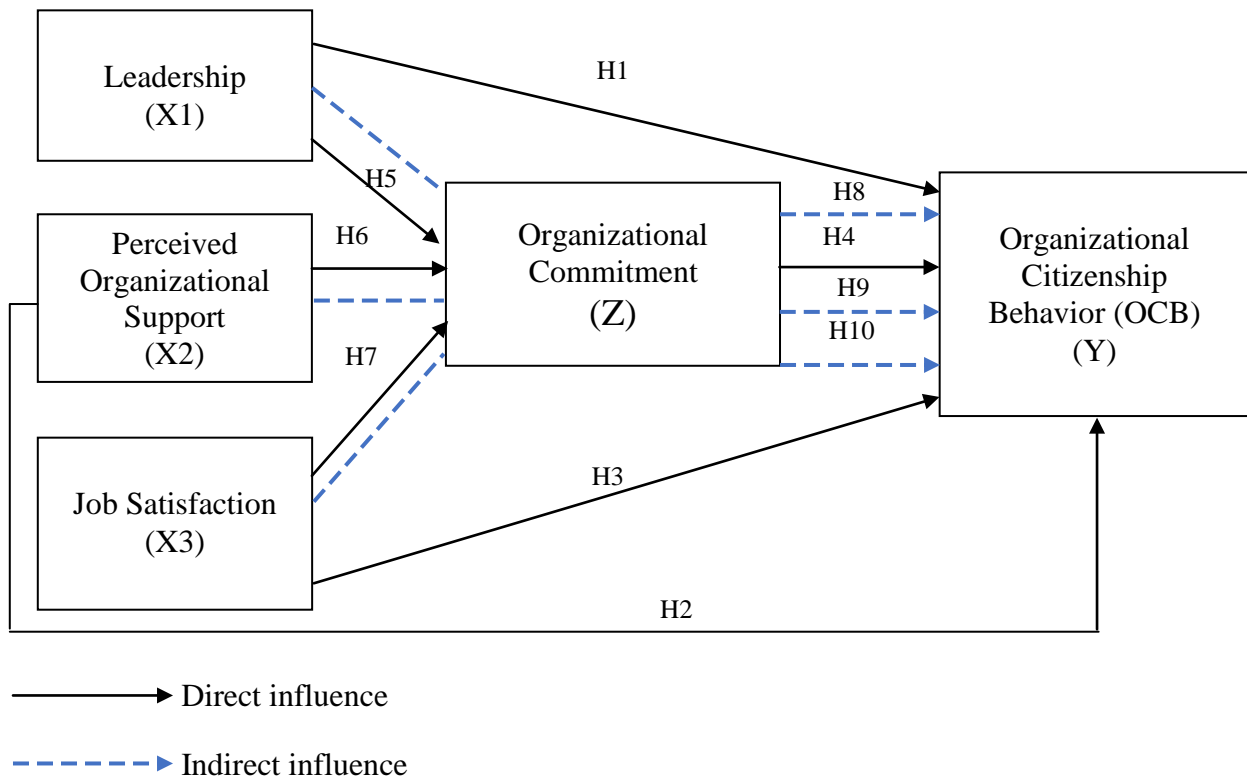 Leadership
(X1)
H1
H5
Perceived
Organizational
Support
(X2)
H6
Organizational
Commitment
(Z)
H8
H4
H9
H10
Organizational
Citizenship
Behavior (OCB)
(Y)
H7
Job Satisfaction
(X3)
H3
H2
Direct influence
Indirect influence